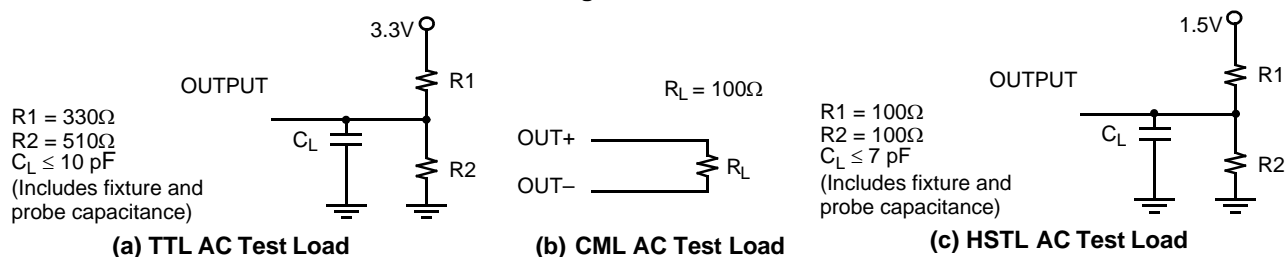 3.3V
R1
OUTPUT
R1 = 330Ω
R2 = 510Ω
C_L ≤ 10 pF
(Includes fixture and
probe capacitance)
C_L
R2
(a) TTL AC Test Load
R_L = 100Ω
OUT+
OUT–
R_L
(b) CML AC Test Load
1.5V
R1
OUTPUT
R1 = 100Ω
R2 = 100Ω
C_L ≤ 7 pF
(Includes fixture and
probe capacitance)
C_L
R2
(c) HSTL AC Test Load